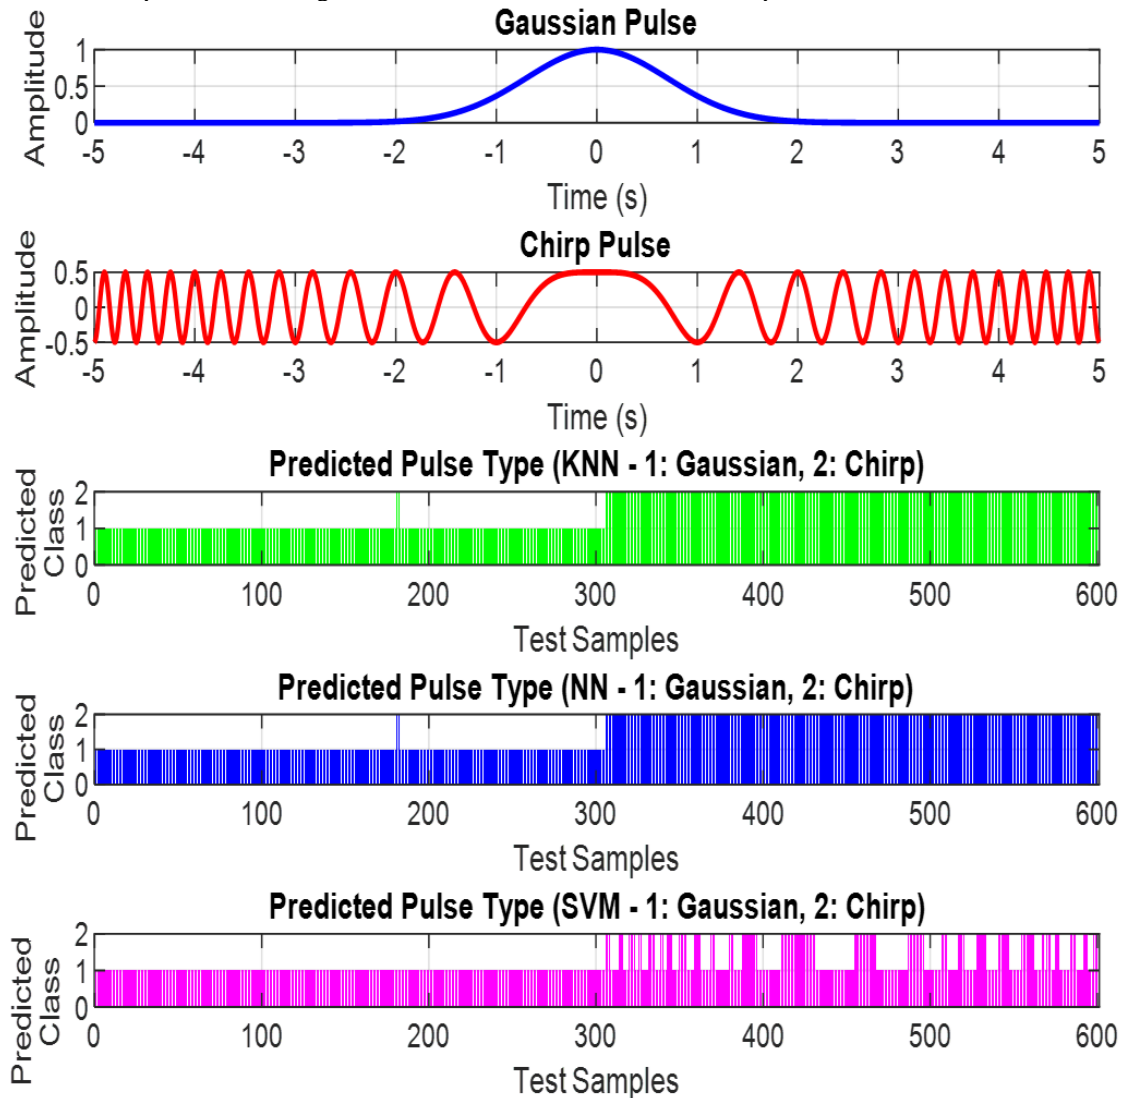 Gaussian Pulse
Amplitude
1
0.5
0
-5 -4 -3 -2 -1 0 1 2 3 4 5
Time (s)
Chirp Pulse
Amplitude
0.5
0
-0.5
-5 -4 -3 -2 -1 0 1 2 3 4 5
Time (s)
Predicted Pulse Type (KNN - 1: Gaussian, 2: Chirp)
Predicted
Class
2
1
0
0 100 200 300 400 500 600
Test Samples
Predicted Pulse Type (NN - 1: Gaussian, 2: Chirp)
Predicted
Class
2
1
0
0 100 200 300 400 500 600
Test Samples
Predicted Pulse Type (SVM - 1: Gaussian, 2: Chirp)
Predicted
Class
2
1
0
0 100 200 300 400 500 600
Test Samples